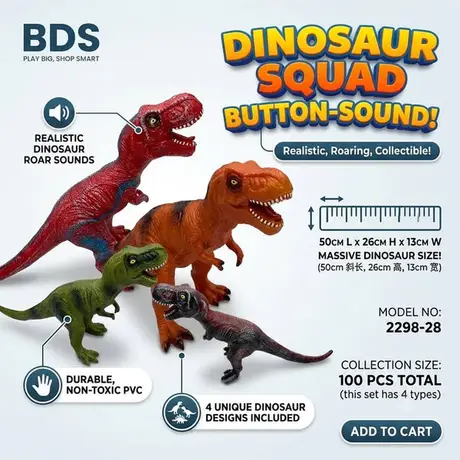 BDS
PLAY BIG, SHOP SMART
DINOSAUR
SQUAD
BUTTON-SOUND!
Realistic, Roaring, Collectible!
REALISTIC
DINOSAUR
ROAR SOUNDS
50CM L x 26CM H x 13CM W
MASSIVE DINOSAUR SIZE!
(50cm 斜长, 26cm 高, 13cm 宽)
MODEL NO:
2298-28
COLLECTION SIZE:
100 PCS TOTAL
(this set has 4 types)
DURABLE,
NON-TOXIC PVC
4 UNIQUE DINOSAUR
DESIGNS INCLUDED
ADD TO CART